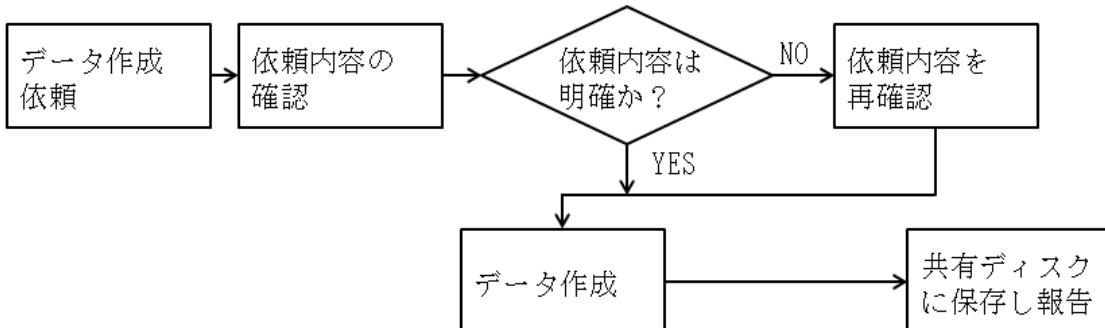 データ作成
依頼
依頼内容の
確認
依頼内容は
明確か？
NO
依頼内容を
再確認
YES
データ作成
共有ディスク
に保存し報告